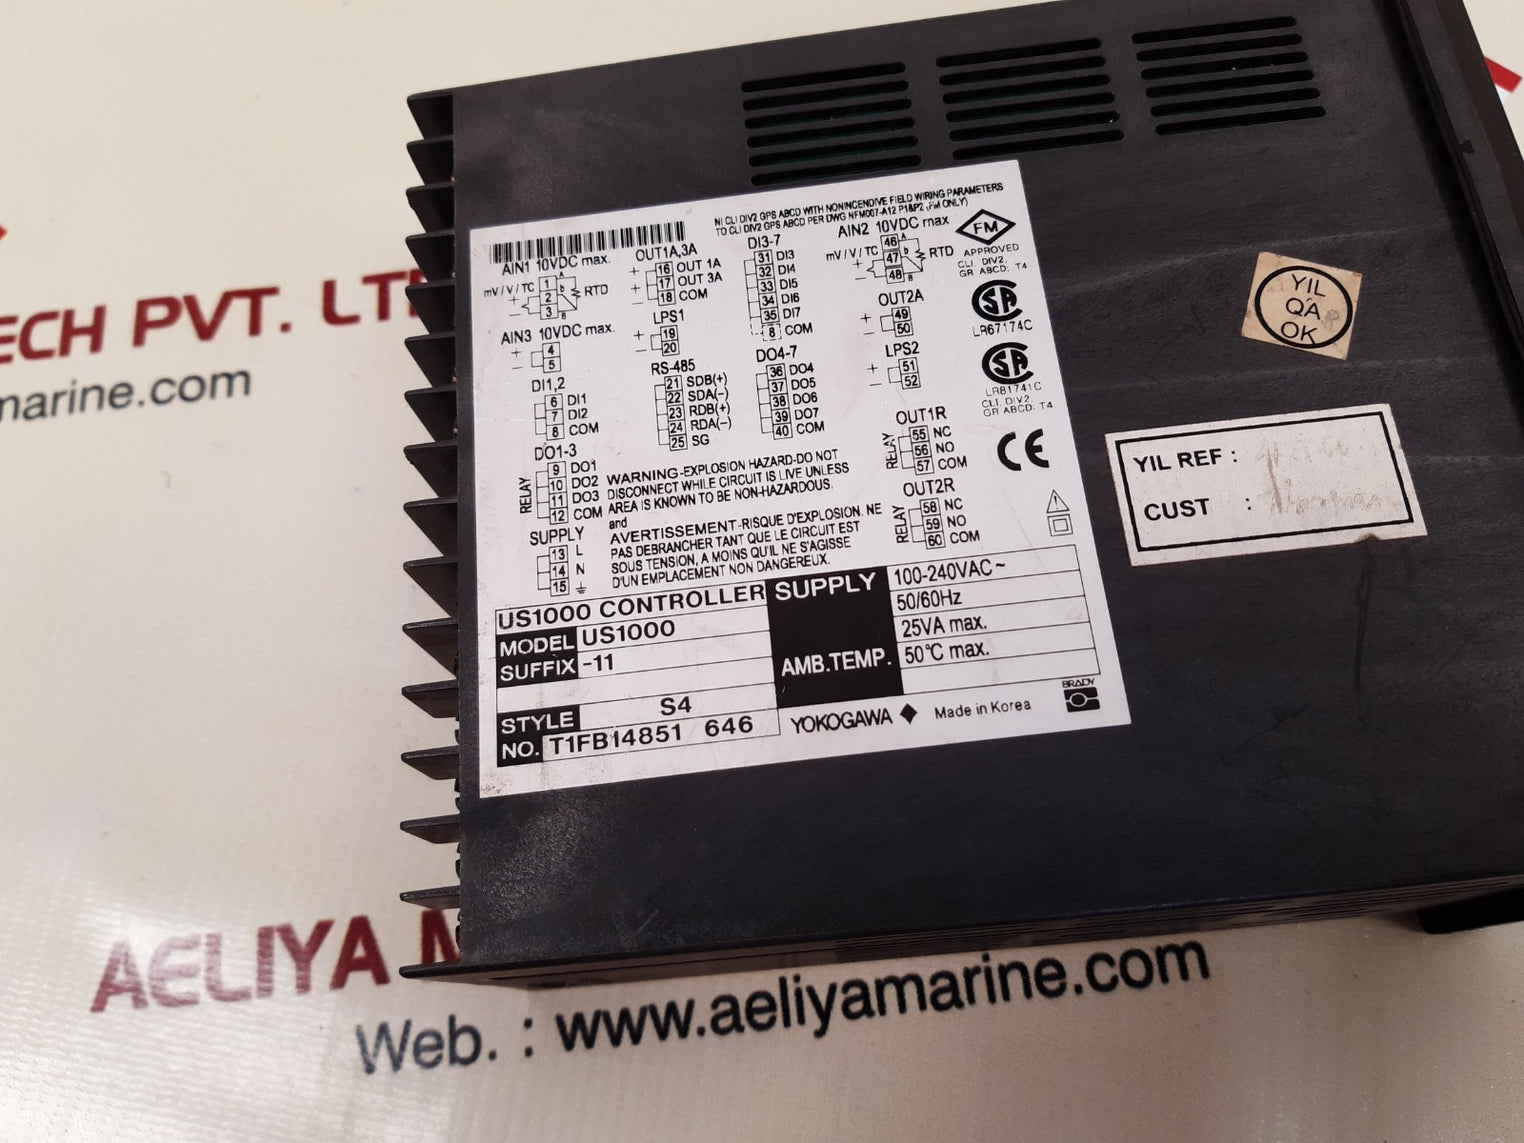 NI CLI DIV2 GPS ABCD WITH NONINCENDIVE FIELD WIRING PARAMETERS
TO CLI DIV2 GPS ABCD PER DWG NFM007-A12 P1&P2 (FM ONLY)
AIN1 10VDC max.
mV / V / TC
+
-
1
2
3
A
b
B
RTD
AIN3 10VDC max.
+
-
4
5
DI1,2
6 DI1
7 DI2
8 COM
DO1-3
RELAY
9 DO1
10 DO2
11 DO3
12 COM
SUPPLY
13 L
14 N
15
OUT1A,3A
+ 16 OUT 1A
+ 17 OUT 3A
- 18 COM
LPS1
+ 19
- 20
RS-485
21 SDB(+)
22 SDA(-)
23 RDB(+)
24 RDA(-)
25 SG
DI3-7
31 DI3
32 DI4
33 DI5
34 DI6
35 DI7
8 COM
DO4-7
36 DO4
37 DO5
38 DO6
39 DO7
40 COM
AIN2 10VDC max
mV / V / TC
+
-
46
47
48
A
b
B
RTD
OUT2A
+ 49
- 50
LPS2
+ 51
- 52
OUT1R
RELAY
55 NC
56 NO
57 COM
OUT2R
RELAY
58 NC
59 NO
60 COM
FM
APPROVED
CLI, DIV2,
GR ABCD: T4
SA
LR67174C
SA
LR81741C
CLI, DIV2,
GR ABCD: T4
CE
WARNING-EXPLOSION HAZARD-DO NOT
DISCONNECT WHILE CIRCUIT IS LIVE UNLESS
AREA IS KNOWN TO BE NON-HAZARDOUS.
and
AVERTISSEMENT-RISQUE D'EXPLOSION. NE
PAS DEBRANCHER TANT QUE LE CIRCUIT EST
SOUS TENSION, A MOINS QU'IL NE S'AGISSE
D'UN EMPLACEMENT NON DANGEREUX.
US1000 CONTROLLER
MODEL US1000
SUFFIX -11
STYLE S4
NO. T1FB14851 646
SUPPLY 100-240VAC~
50/60Hz
25VA max.
AMB.TEMP. 50°C max.
YOKOGAWA Made in Korea
BRADY
YIL
QA
OK
YIL REF :
CUST :
ECH PVT. LT
marine.com
AELIYA M
Web. : www.aeliyamarine.com